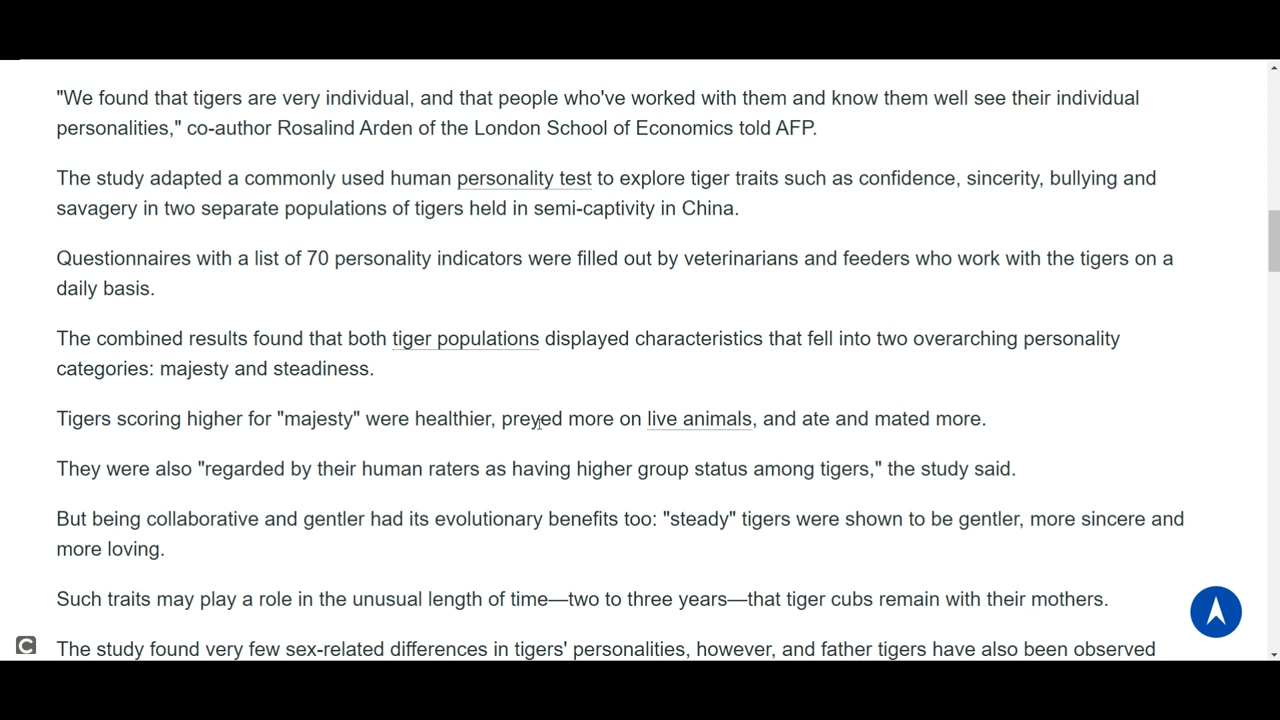 "We found that tigers are very individual, and that people who've worked with them and know them well see their individual
personalities," co-author Rosalind Arden of the London School of Economics told AFP.
The study adapted a commonly used human personality test to explore tiger traits such as confidence, sincerity, bullying and
savagery in two separate populations of tigers held in semi-captivity in China.
Questionnaires with a list of 70 personality indicators were filled out by veterinarians and feeders who work with the tigers on a
daily basis.
The combined results found that both tiger populations displayed characteristics that fell into two overarching personality
categories: majesty and steadiness.
Tigers scoring higher for "majesty" were healthier, preyed more on live animals, and ate and mated more.
They were also "regarded by their human raters as having higher group status among tigers," the study said.
But being collaborative and gentler had its evolutionary benefits too: "steady" tigers were shown to be gentler, more sincere and
more loving.
Such traits may play a role in the unusual length of time—two to three years—that tiger cubs remain with their mothers.
C
The study found very few sex-related differences in tigers' personalities, however, and father tigers have also been observed